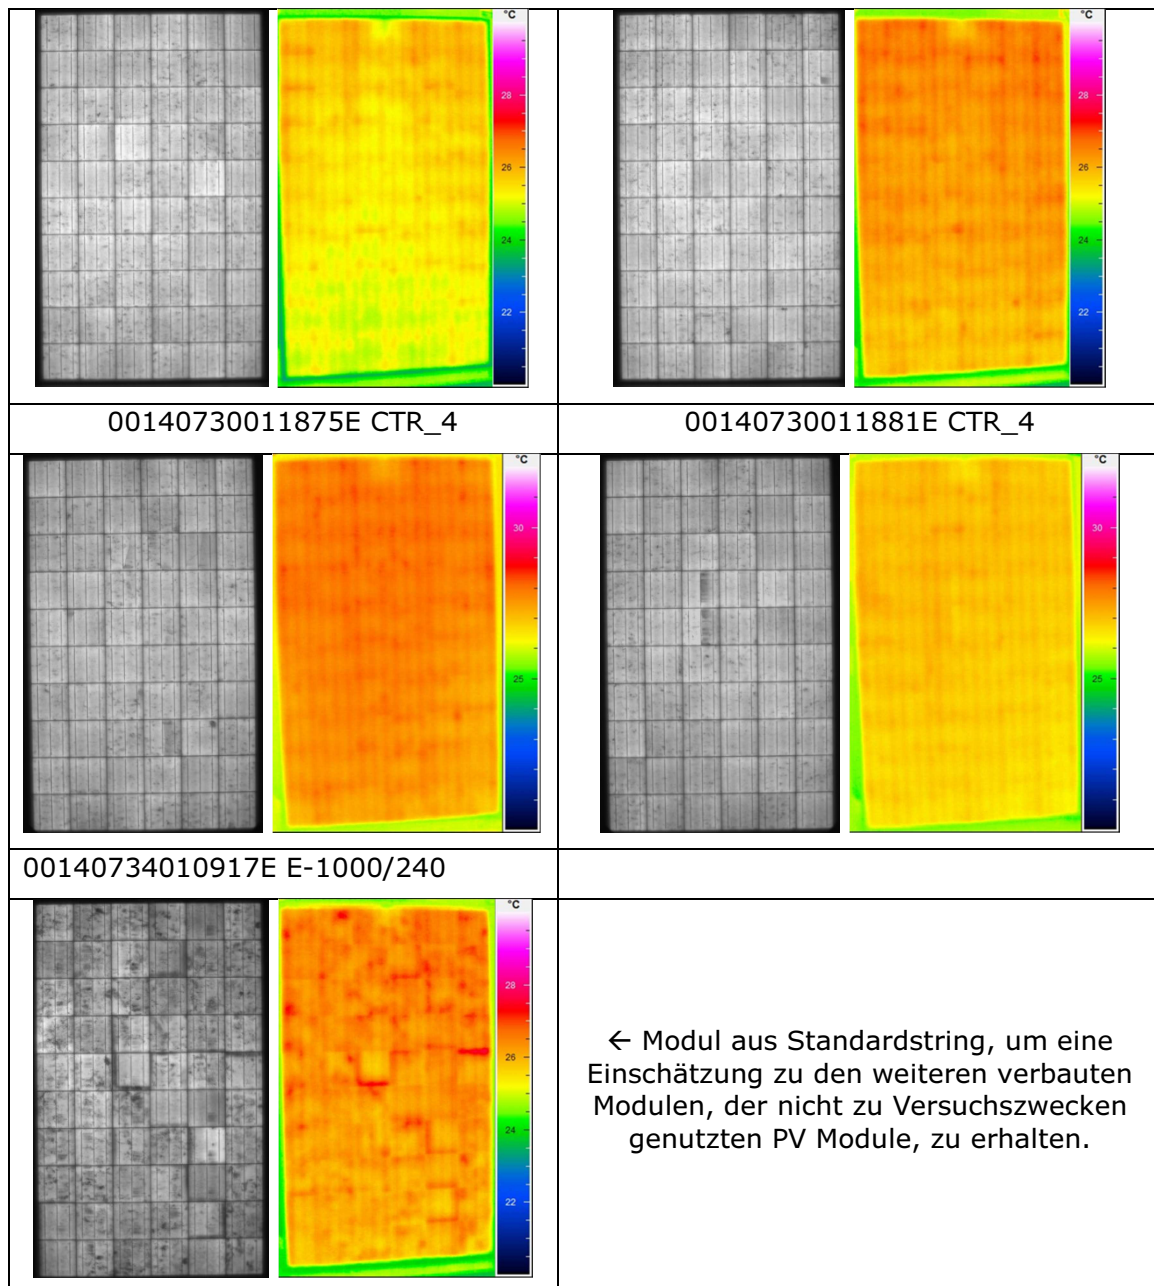 °C
28
26
24
22
°C
28
26
24
22
00140730011875E CTR_4
00140730011881E CTR_4
°C
30
25
°C
30
25
00140734010917E E-1000/240
°C
28
26
24
22
← Modul aus Standardstring, um eine
Einschätzung zu den weiteren verbauten
Modulen, der nicht zu Versuchszwecken
genutzten PV Module, zu erhalten.